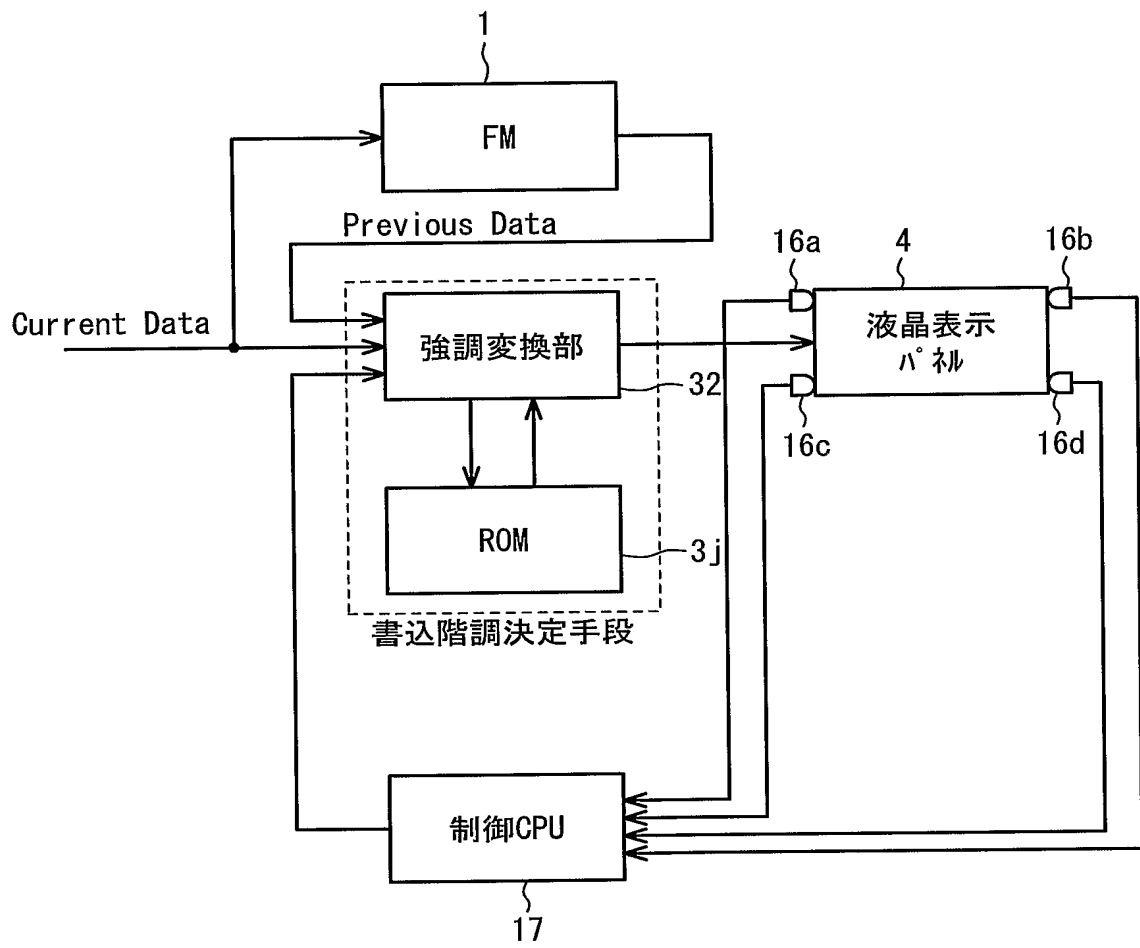 1
FM
Previous Data
16a
4
16b
Current Data
強調変換部
液晶表示
パネル
32
16c
16d
ROM
3j
書込階調決定手段
制御CPU
17